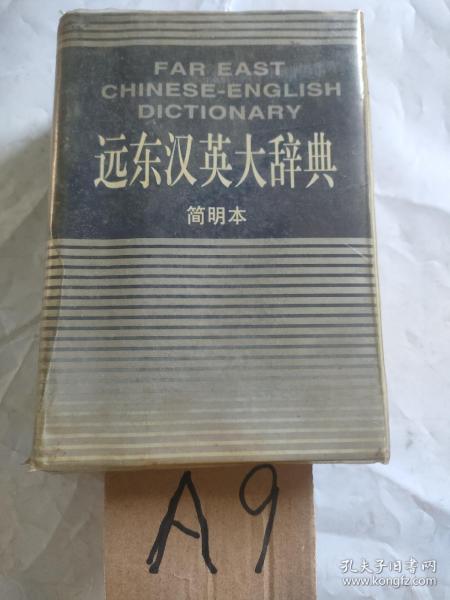 FAR EAST
CHINESE-ENGLISH
DICTIONARY
远东汉英大辞典
简明本
A9
孔夫子旧书网
www.kongfz.com